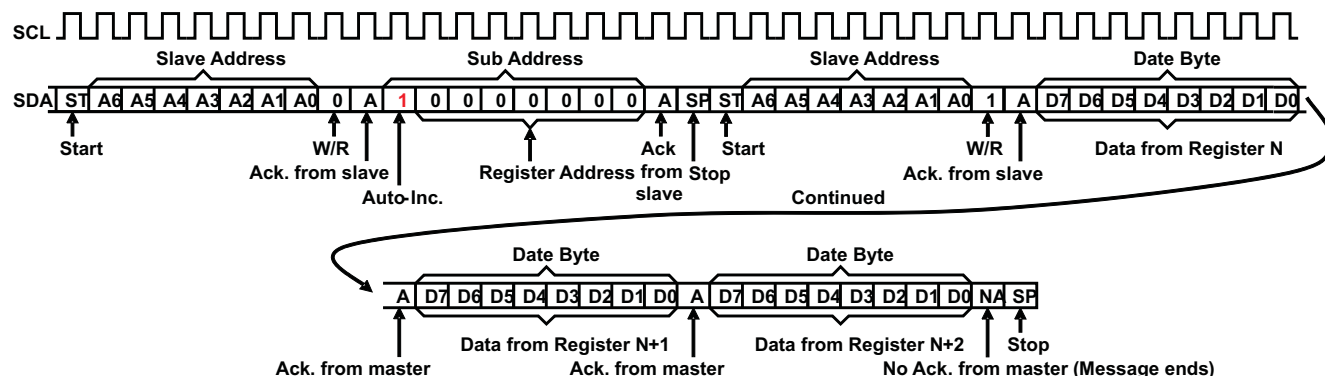 SCL
Slave Address Sub Address Slave Address Date Byte
SDA ST A6 A5 A4 A3 A2 A1 A0 0 A 1 0 0 0 0 0 0 0 A SP ST A6 A5 A4 A3 A2 A1 A0 1 A D7 D6 D5 D4 D3 D2 D1 D0
Start W/R Ack Start W/R Data from Register N
Ack. from slave Register Address from Stop Ack. from slave
Auto-Inc. slave Continued
Date Byte Date Byte
A D7 D6 D5 D4 D3 D2 D1 D0 A D7 D6 D5 D4 D3 D2 D1 D0 NA SP
Data from Register N+1 Data from Register N+2 Stop
Ack. from master Ack. from master No Ack. from master (Message ends)